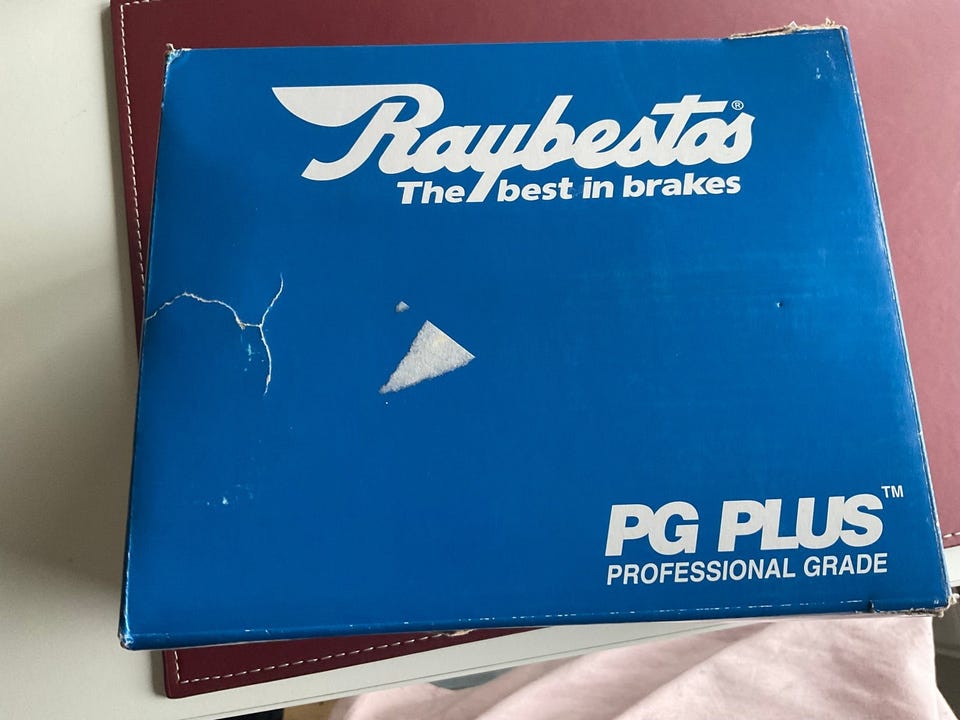 Raybestos®
The best in brakes
PG PLUS™
PROFESSIONAL GRADE